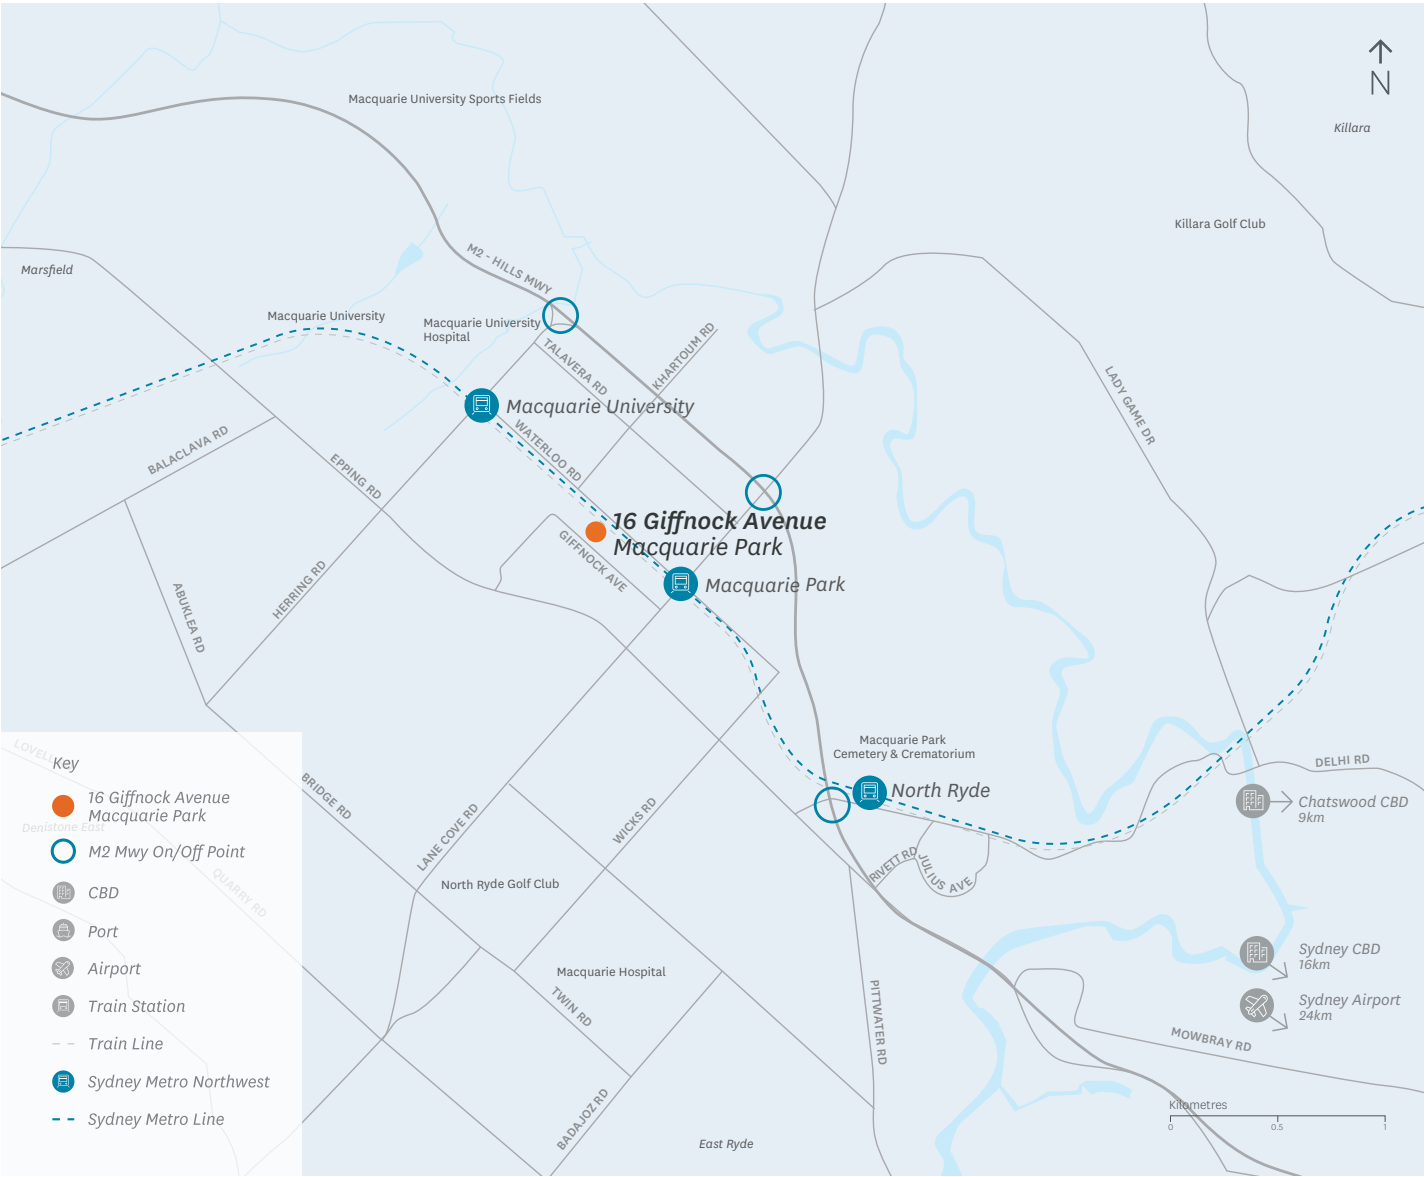 N
Macquarie University Sports Fields
Killara
Killara Golf Club
Marsfield
M2 - HILLS MWY
Macquarie University
Macquarie University
Hospital
TALAVERA RD
KHARTOUM RD
LADY GAME DR
Macquarie University
BALACLAVA RD
WATERLOO RD
EPPING RD
16 Giffnock Avenue
Macquarie Park
GIFFNOCK AVE
Macquarie Park
HERRING RD
ABUKLEA RD
Macquarie Park
Cemetery & Crematorium
North Ryde
DELHI RD
Chatswood CBD
9km
BRIDGE RD
LANE COVE RD
WICKS RD
RIVETT RD
JULIUS AVE
North Ryde Golf Club
Sydney CBD
16km
Macquarie Hospital
TWIN RD
PITTWATER RD
Sydney Airport
24km
MOWBRAY RD
BADAJOZ RD
East Ryde
Kilometres
0 0.5 1
Key
16 Giffnock Avenue
Macquarie Park
Denistone East
M2 Mwy On/Off Point
QUARRY RD
CBD
Port
Airport
Train Station
Train Line
Sydney Metro Northwest
Sydney Metro Line